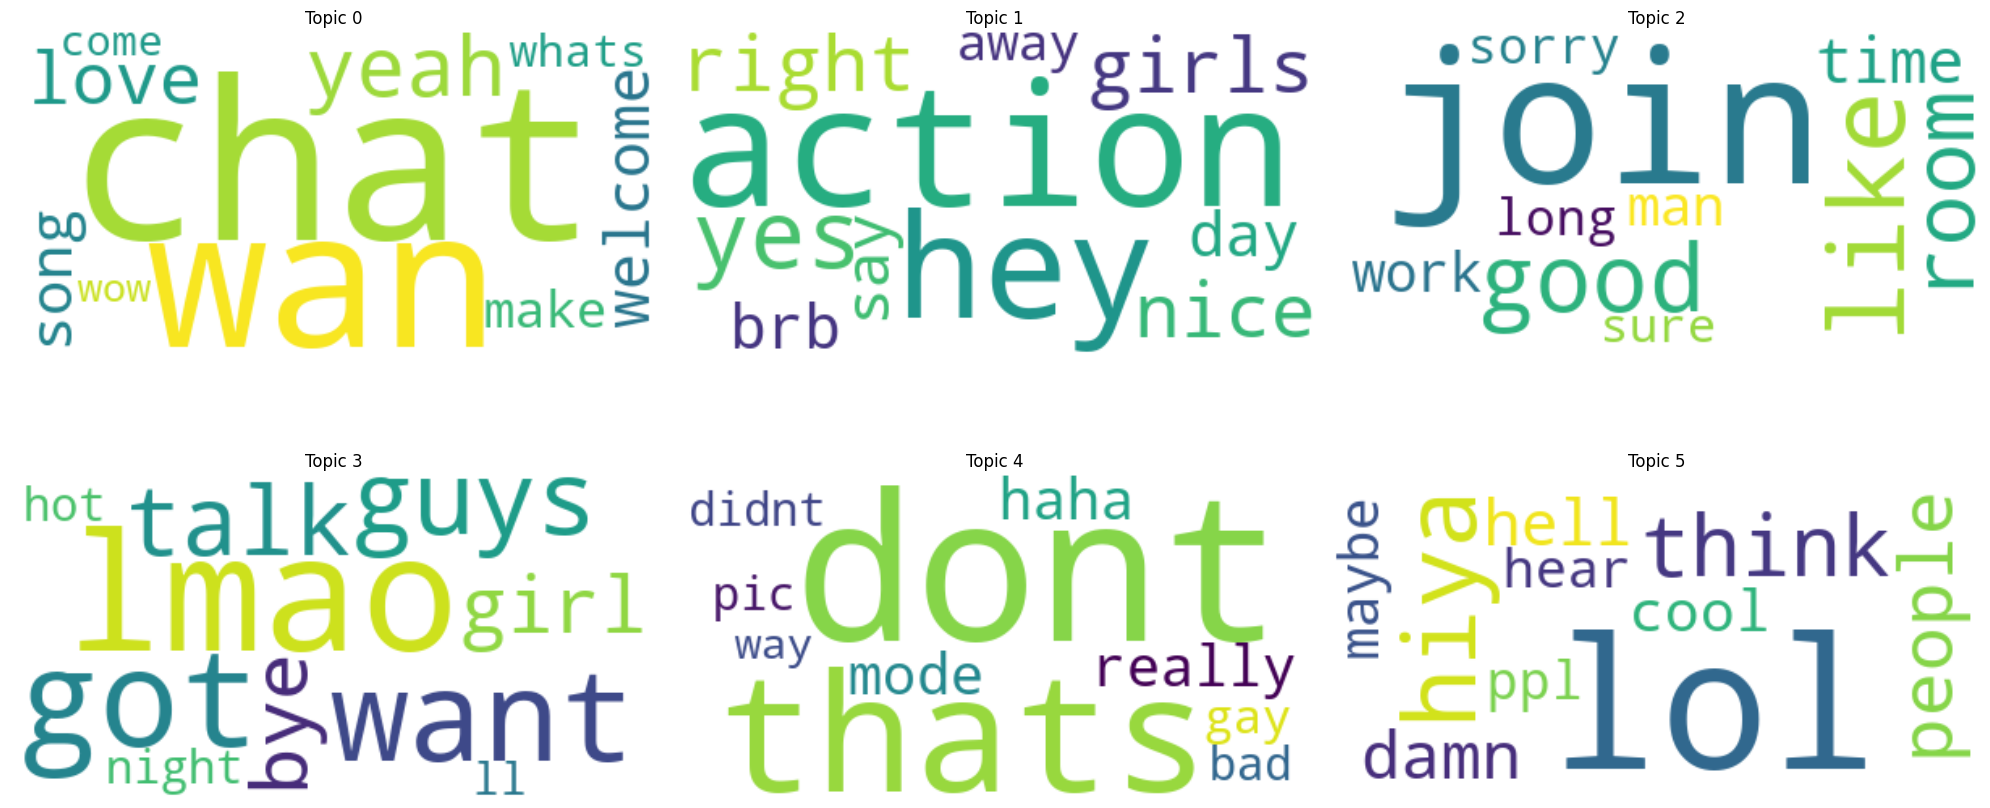 Topic 0
come
love
yeah
whats
chat
welcome
song
wow
wan
make
Topic 1
right
away
girls
action
yes
say
hey
day
brb
nice
Topic 2
sorry
time
join
like
room
long
man
work
good
sure
Topic 3
hot
talk
guys
lmao
girl
got
bye
want
night
ll
Topic 4
didnt
haha
dont
pic
way
mode
really
thats
gay
bad
Topic 5
maybe
hiya
hell
think
people
hear
cool
ppl
lol
damn